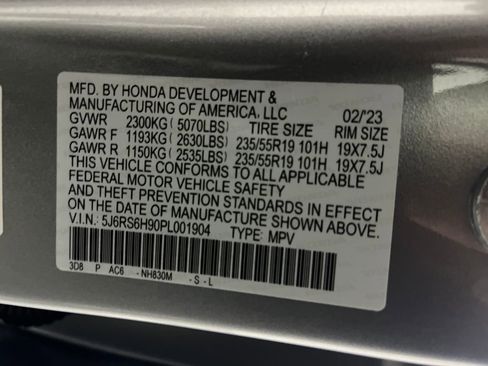 MFD. BY HONDA DEVELOPMENT &
MANUFACTURING OF AMERICA, LLC 02/23
GVWR 2300KG (5070LBS) TIRE SIZE RIM SIZE
GAWR F 1193KG (2630LBS) 235/55R19 101H 19X7.5J
GAWR R 1150KG (2535LBS) 235/55R19 101H 19X7.5J
THIS VEHICLE CONFORMS TO ALL APPLICABLE
FEDERAL MOTOR VEHICLE SAFETY
AND THEFT PREVENTION STANDARDS IN EFFECT
ON THE DATE OF MANUFACTURE SHOWN ABOVE.
V.I.N.: 5J6RS6H90PL001904 TYPE: MPV
3D8 P AC6 - NH830M - S - L